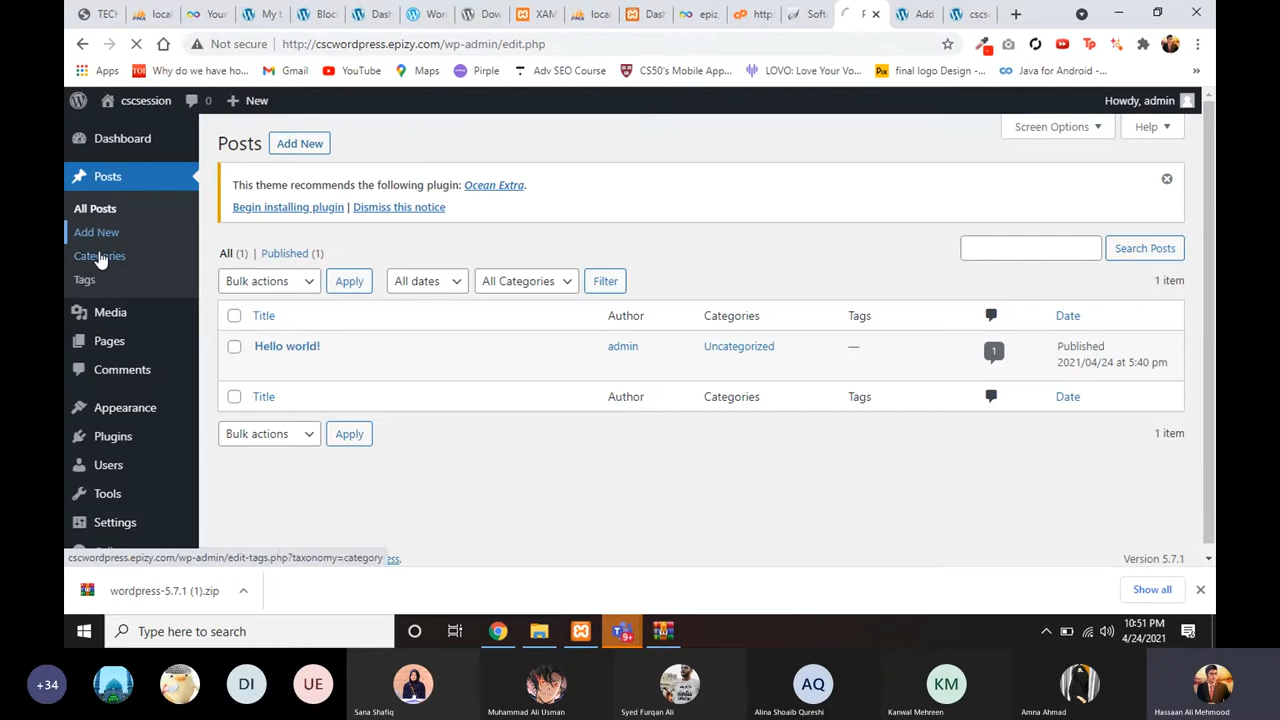 TECH
local
Your
My b
Block
Dash
Wor
Dow
XAM
local
Das
epiz
http
Soft
Add
cscs
Not secure
http://cscwordpress.epizy.com/wp-admin/edit.php
Apps
Why do we have ho...
Gmail
YouTube
Maps
Pirple
Adv SEO Course
CS50's Mobile App...
LOVO: Love Your Vo...
final logo Design -...
Java for Android -...
cscsession
0
New
Howdy, admin
Dashboard
Posts
All Posts
Add New
Categories
Tags
Media
Pages
Comments
Appearance
Plugins
Users
Tools
Settings
Posts
Add New
Screen Options
Help
This theme recommends the following plugin: Ocean Extra.
Begin installing plugin | Dismiss this notice
All (1) | Published (1)
Search Posts
Bulk actions
Apply
All dates
All Categories
Filter
1 item
Title
Author
Categories
Tags
Date
Hello world!
admin
Uncategorized
—
1
Published
2021/04/24 at 5:40 pm
Title
Author
Categories
Tags
Date
Bulk actions
Apply
1 item
cscwordpress.epizy.com/wp-admin/edit-tags.php?taxonomy=category
ess.
Version 5.7.1
wordpress-5.7.1 (1).zip
Show all
Type here to search
9+
10:51 PM
4/24/2021
+34
DI
UE
Sana Shafiq
Muhammad Ali Usman
Syed Furqan Ali
AQ
Alina Shoaib Qureshi
KM
Kanwal Mehreen
Amna Ahmad
Hassaan Ali Mehmood